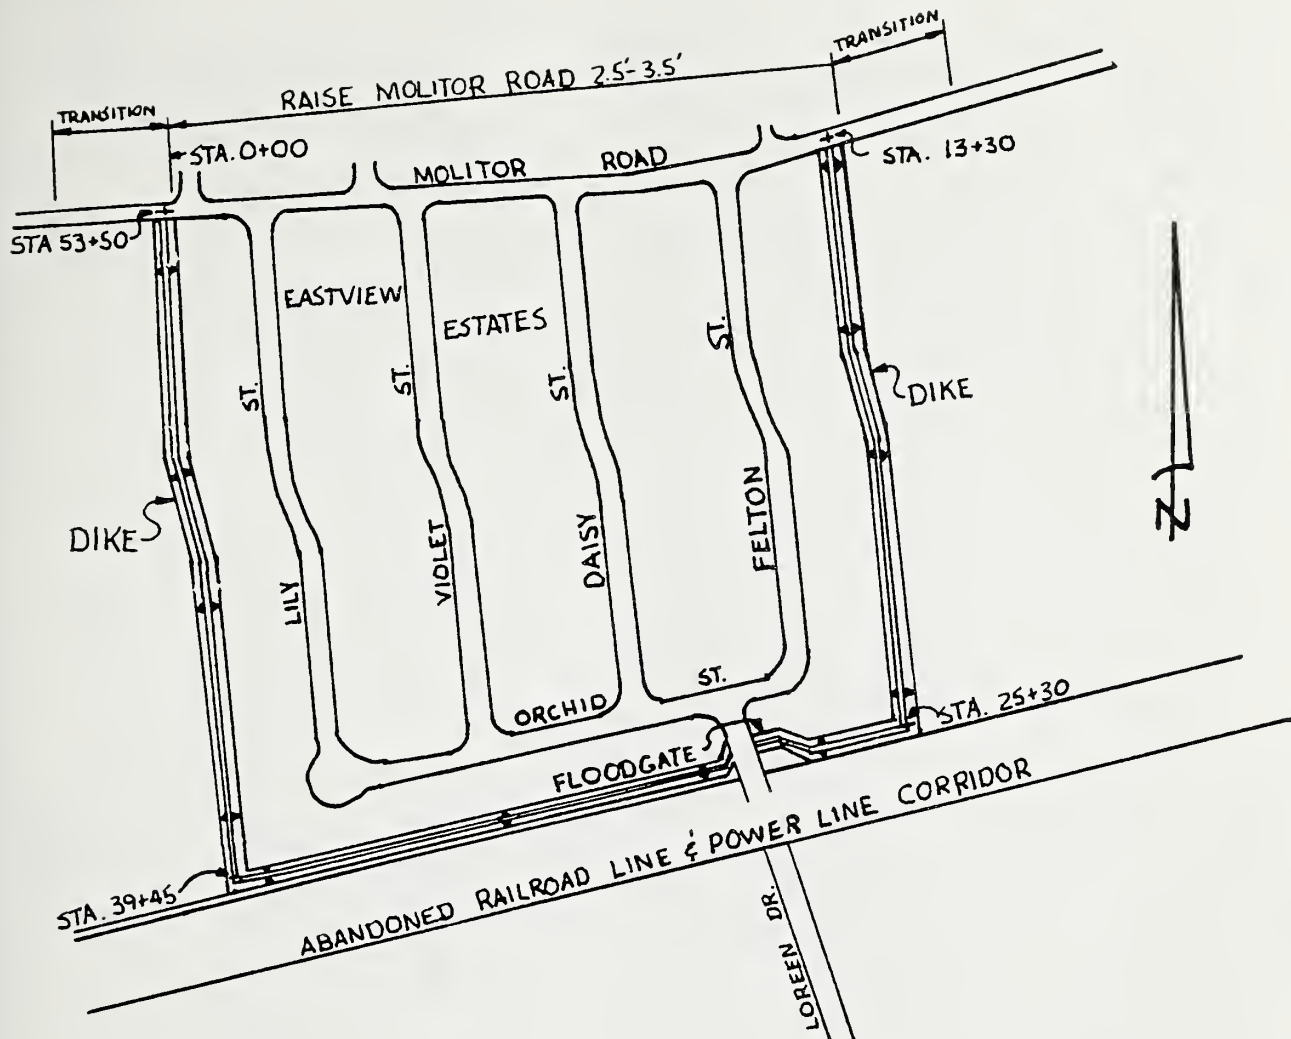 TRANSITION
RAISE MOLITOR ROAD 2.5'-3.5'
TRANSITION
STA. 0+00
MOLITOR ROAD
STA. 13+30
STA 53+50
EASTVIEW
ESTATES
ST.
ST.
ST.
ST.
DIKE
DIKE
LILY
VIOLET
DAISY
FELTON
N
ORCHID ST.
STA. 25+30
FLOODGATE
STA. 39+45
ABANDONED RAILROAD LINE & POWER LINE CORRIDOR
LOREEN DR.